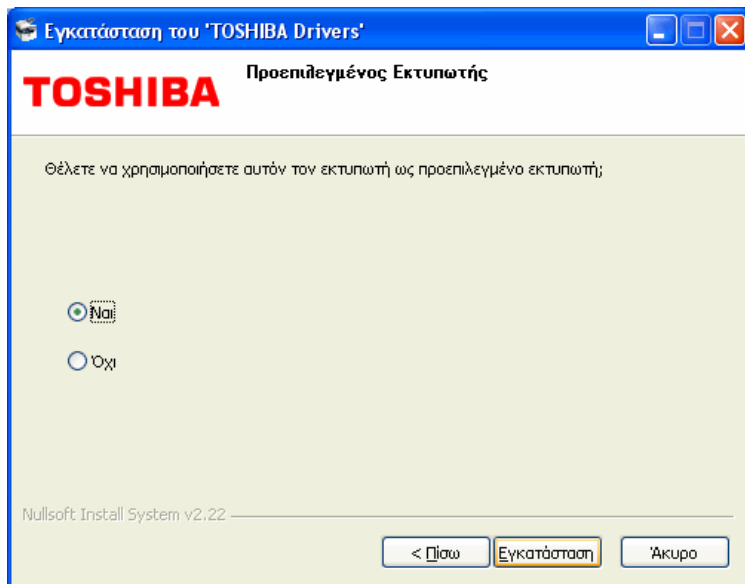 Εγκατάσταση του 'TOSHIBA Drivers'
TOSHIBA
Προεπιλεγμένος Εκτυπωτής
Θέλετε να χρησιμοποιήσετε αυτόν τον εκτυπωτή ως προεπιλεγμένο εκτυπωτή;
Ναι
Όχι
Nullsoft Install System v2.22
< Πίσω
Εγκατάσταση
Άκυρο